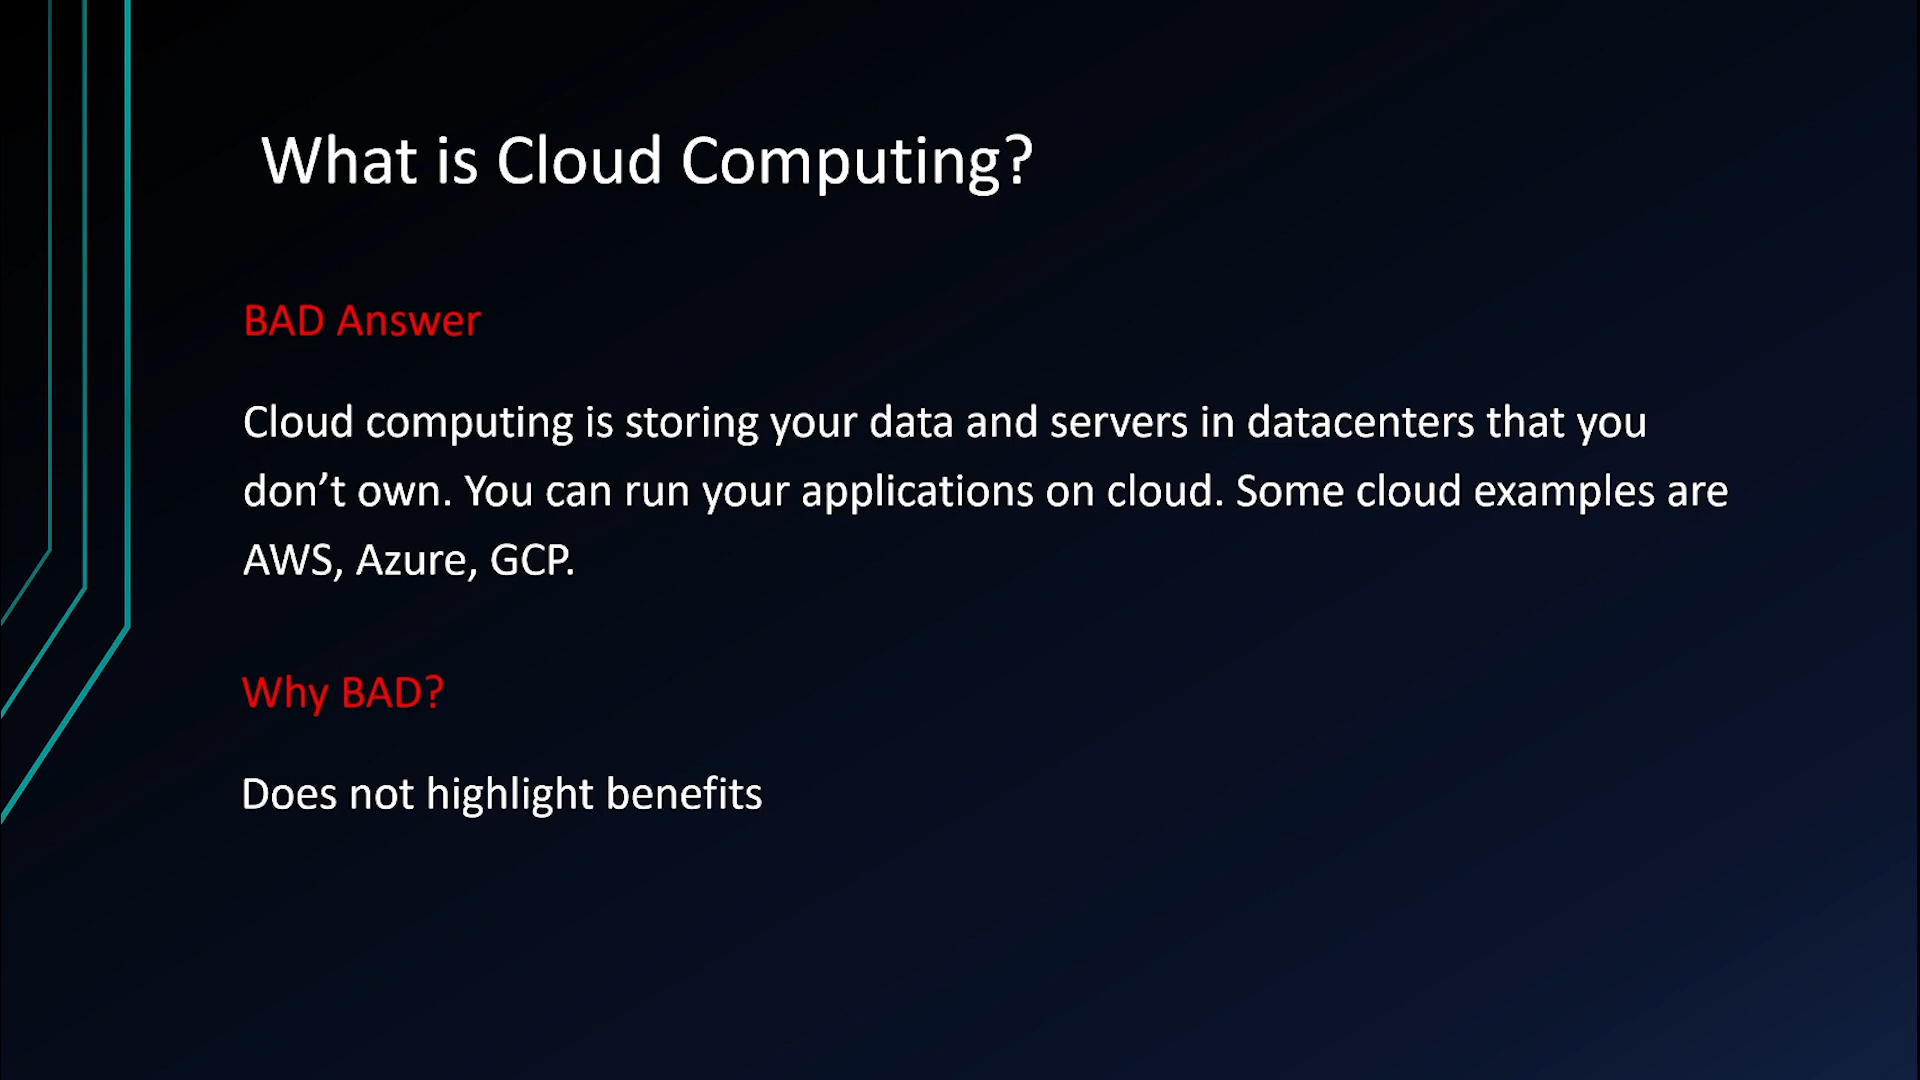 What is Cloud Computing?
BAD Answer
Cloud computing is storing your data and servers in datacenters that you
don’t own. You can run your applications on cloud. Some cloud examples are
AWS, Azure, GCP.
Why BAD?
Does not highlight benefits